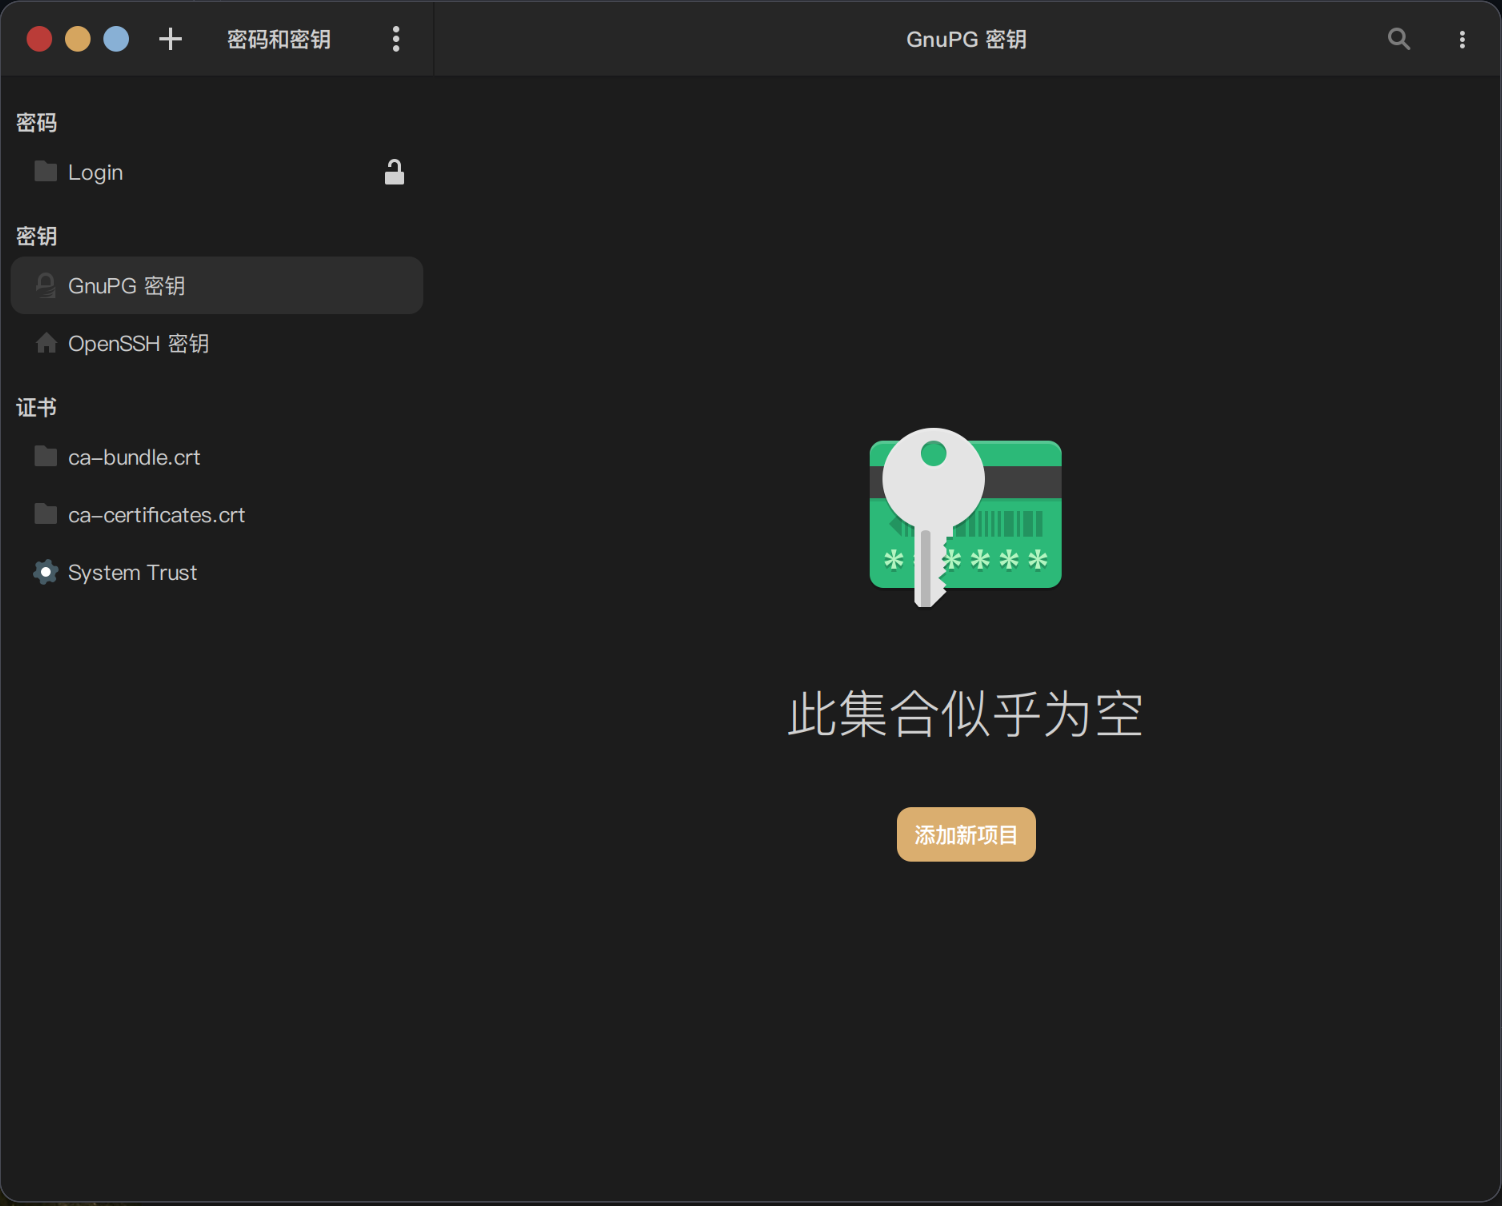 密码和密钥
GnuPG 密钥
密码
Login
密钥
GnuPG 密钥
OpenSSH 密钥
证书
ca-bundle.crt
ca-certificates.crt
System Trust
此集合似乎为空
添加新项目